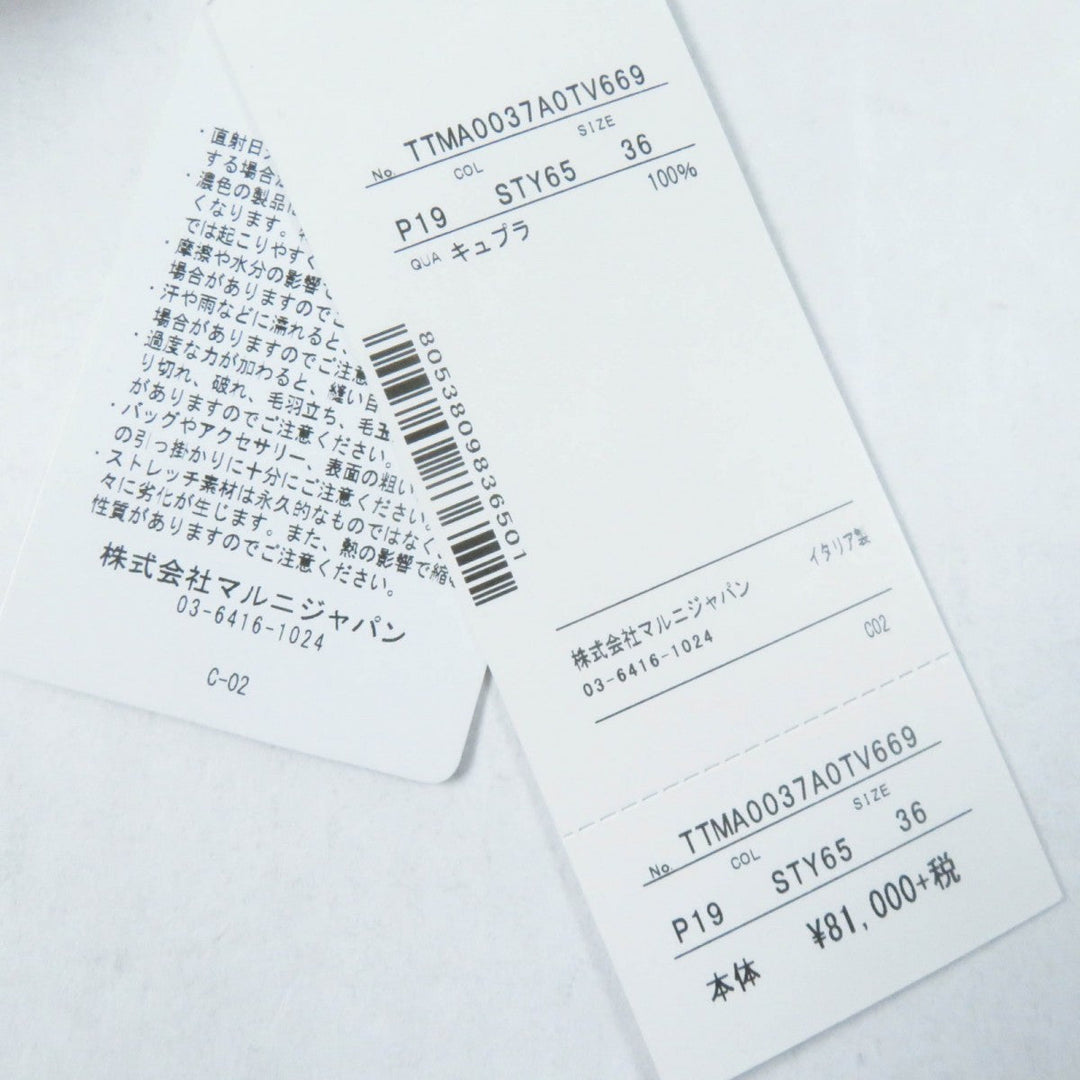 ・直射日
する場合
・濃色の製品は
くなります。
では起こりやすく
・摩擦や水分の影響で
場合がありますのでご
・汗や雨などに濡れると、
場合がありますのでご注意
・過度な力が加わると、縫い目
り切れ、破れ、毛羽立ち、毛玉
がありますのでご注意ください。
・バッグやアクセサリー、表面の粗い
の引っ掛かりに十分にご注意ください。
・ストレッチ素材は永久的なものではなく、
々に劣化が生じます。また、熱の影響で縮
性質がありますのでご注意ください。
株式会社マルニジャパン
03-6416-1024
C-02
No. TTMA0037A0TV669
COL SIZE
P19 STY65 36
QUA キュプラ 100%
8053809836501
イタリア製
株式会社マルニジャパン
03-6416-1024 C02
No. TTMA0037A0TV669
COL SIZE
P19 STY65 36
本体 ¥81,000+税